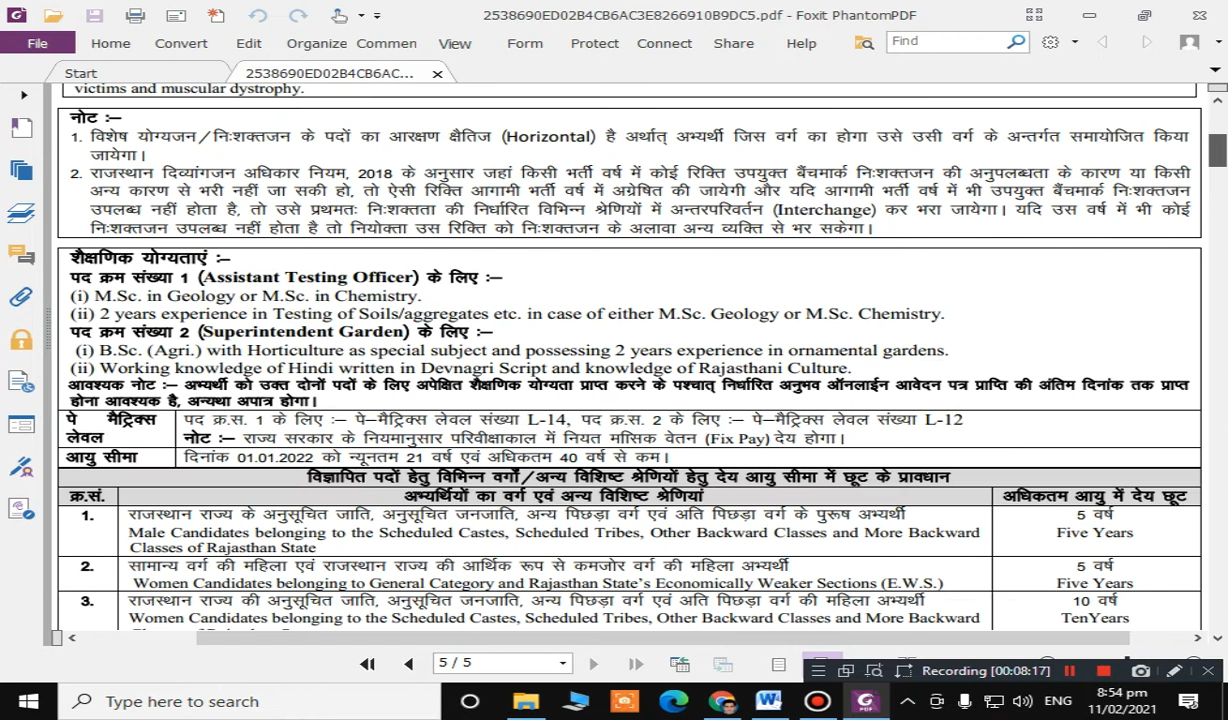 2538690ED02B4CB6AC3E8266910B9DC5.pdf - Foxit PhantomPDF
File Home Convert Edit Organize Commen View Form Protect Connect Share Help Find
Start 2538690ED02B4CB6AC...
victims and muscular dystrophy.
नोट :–
1. विशेष योग्यजन/निःशक्तजन के पदों का आरक्षण क्षैतिज (Horizontal) है अर्थात् अभ्यर्थी जिस वर्ग का होगा उसे उसी वर्ग के अन्तर्गत समायोजित किया
जायेगा।
2. राजस्थान दिव्यांगजन अधिकार नियम, 2018 के अनुसार जहां किसी भर्ती वर्ष में कोई रिक्ति उपयुक्त बैंचमार्क निःशक्तजन की अनुपलब्धता के कारण या किसी
अन्य कारण से भरी नहीं जा सकी हो, तो ऐसी रिक्ति आगामी भर्ती वर्ष में अग्रेषित की जायेगी और यदि आगामी भर्ती वर्ष में भी उपयुक्त बैंचमार्क निःशक्तजन
उपलब्ध नहीं होता है, तो उसे प्रथमतः निःशक्तता की निर्धारित विभिन्न श्रेणियों में अन्तरपरिवर्तन (Interchange) कर भरा जायेगा। यदि उस वर्ष में भी कोई
निःशक्तजन उपलब्ध नहीं होता है तो नियोक्ता उस रिक्ति को निःशक्तजन के अलावा अन्य व्यक्ति से भर सकेगा।
शैक्षणिक योग्यताएं :–
पद क्रम संख्या 1 (Assistant Testing Officer) के लिए :–
(i) M.Sc. in Geology or M.Sc. in Chemistry.
(ii) 2 years experience in Testing of Soils/aggregates etc. in case of either M.Sc. Geology or M.Sc. Chemistry.
पद क्रम संख्या 2 (Superintendent Garden) के लिए :–
(i) B.Sc. (Agri.) with Horticulture as special subject and possessing 2 years experience in ornamental gardens.
(ii) Working knowledge of Hindi written in Devnagri Script and knowledge of Rajasthani Culture.
आवश्यक नोट :– अभ्यर्थी को उक्त दोनों पदों के लिए अपेक्षित शैक्षणिक योग्यता प्राप्त करने के पश्चात् निर्धारित अनुभव ऑनलाईन आवेदन पत्र प्राप्ति की अंतिम दिनांक तक प्राप्त
होना आवश्यक है, अन्यथा अपात्र होगा।
पे मैट्रिक्स लेवल पद क्र.स. 1 के लिए :– पे–मैट्रिक्स लेवल संख्या L-14, पद क्र.स. 2 के लिए :– पे–मैट्रिक्स लेवल संख्या L-12
नोट :– राज्य सरकार के नियमानुसार परिवीक्षाकाल में नियत मासिक वेतन (Fix Pay) देय होगा।
आयु सीमा दिनांक 01.01.2022 को न्यूनतम 21 वर्ष एवं अधिकतम 40 वर्ष से कम।
विज्ञापित पदों हेतु विभिन्न वर्गों/अन्य विशिष्ट श्रेणियों हेतु देय आयु सीमा में छूट के प्रावधान
क्र.सं. अभ्यर्थियों का वर्ग एवं अन्य विशिष्ट श्रेणियां अधिकतम आयु में देय छूट
1. राजस्थान राज्य के अनुसूचित जाति, अनुसूचित जनजाति, अन्य पिछड़ा वर्ग एवं अति पिछड़ा वर्ग के पुरूष अभ्यर्थी 5 वर्ष
Male Candidates belonging to the Scheduled Castes, Scheduled Tribes, Other Backward Classes and More Backward Five Years
Classes of Rajasthan State
2. सामान्य वर्ग की महिला एवं राजस्थान राज्य की आर्थिक रूप से कमजोर वर्ग की महिला अभ्यर्थी 5 वर्ष
Women Candidates belonging to General Category and Rajasthan State's Economically Weaker Sections (E.W.S.) Five Years
3. राजस्थान राज्य की अनुसूचित जाति, अनुसूचित जनजाति, अन्य पिछड़ा वर्ग एवं अति पिछड़ा वर्ग की महिला अभ्यर्थी 10 वर्ष
Women Candidates belonging to the Scheduled Castes, Scheduled Tribes, Other Backward Classes and More Backward TenYears
5 / 5
Recording [00:08:17]
Type here to search
ENG
8:54 pm
11/02/2021